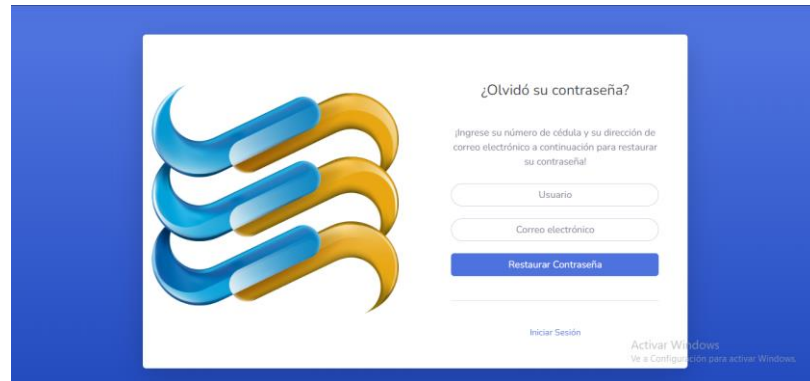 ¿Olvidó su contraseña?
¡Ingrese su número de cédula y su dirección de
correo electrónico a continuación para restaurar
su contraseña!
Usuario
Correo electrónico
Restaurar Contraseña
Iniciar Sesión
Activar Windows
Ve a Configuración para activar Windows.